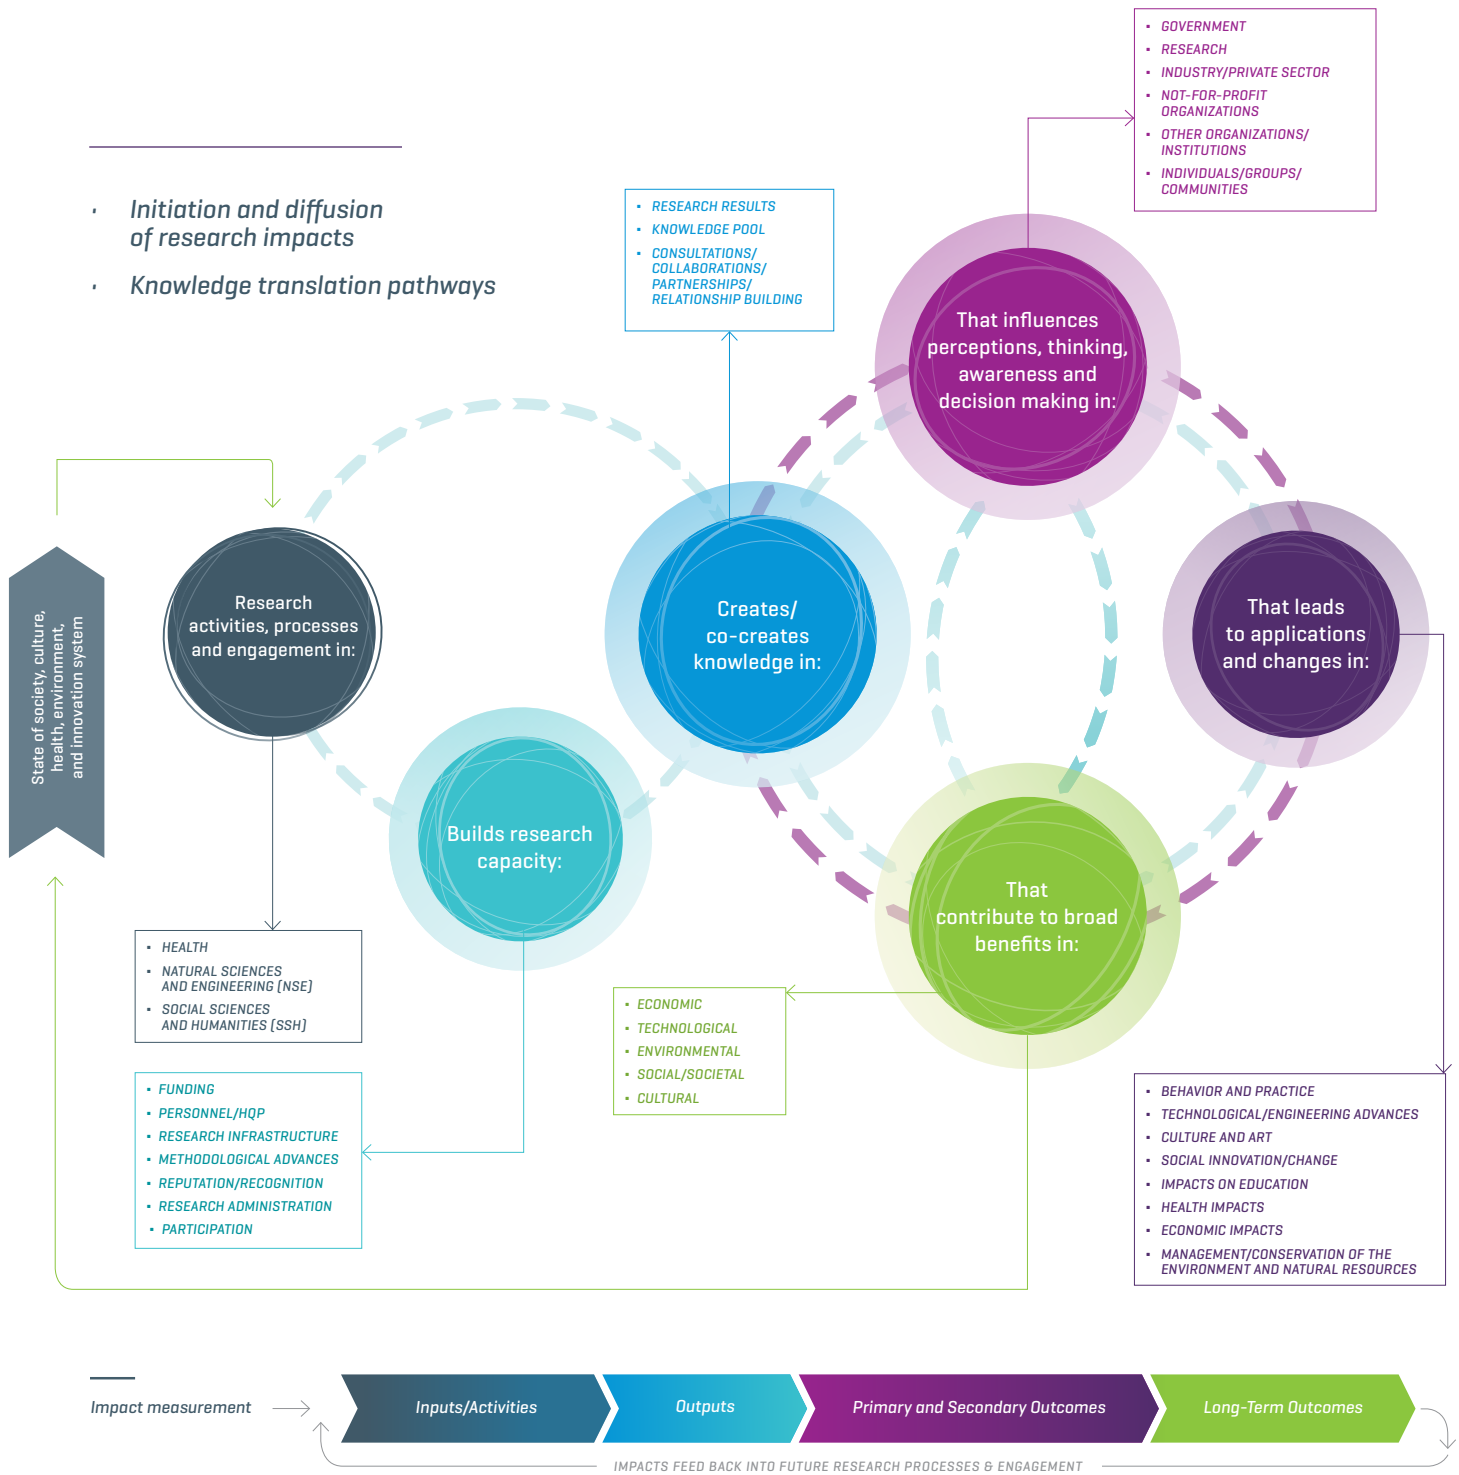 Initiation and diffusion
of research impacts
Knowledge translation pathways
GOVERNMENT
RESEARCH
INDUSTRY/PRIVATE SECTOR
NOT-FOR-PROFIT
ORGANIZATIONS
OTHER ORGANIZATIONS/
INSTITUTIONS
INDIVIDUALS/GROUPS/
COMMUNITIES
RESEARCH RESULTS
KNOWLEDGE POOL
CONSULTATIONS/
COLLABORATIONS/
PARTNERSHIPS/
RELATIONSHIP BUILDING
That influences
perceptions, thinking,
awareness and
decision making in:
State of society, culture,
health, environment,
and innovation system
Research
activities, processes
and engagement in:
Creates/
co-creates
knowledge in:
That leads
to applications
and changes in:
Builds research
capacity:
That
contribute to broad
benefits in:
HEALTH
NATURAL SCIENCES
AND ENGINEERING (NSE)
SOCIAL SCIENCES
AND HUMANITIES (SSH)
FUNDING
PERSONNEL/HQP
RESEARCH INFRASTRUCTURE
METHODOLOGICAL ADVANCES
REPUTATION/RECOGNITION
RESEARCH ADMINISTRATION
PARTICIPATION
ECONOMIC
TECHNOLOGICAL
ENVIRONMENTAL
SOCIAL/SOCIETAL
CULTURAL
BEHAVIOR AND PRACTICE
TECHNOLOGICAL/ENGINEERING ADVANCES
CULTURE AND ART
SOCIAL INNOVATION/CHANGE
IMPACTS ON EDUCATION
HEALTH IMPACTS
ECONOMIC IMPACTS
MANAGEMENT/CONSERVATION OF THE
ENVIRONMENT AND NATURAL RESOURCES
Impact measurement
Inputs/Activities
Outputs
Primary and Secondary Outcomes
Long-Term Outcomes
IMPACTS FEED BACK INTO FUTURE RESEARCH PROCESSES & ENGAGEMENT